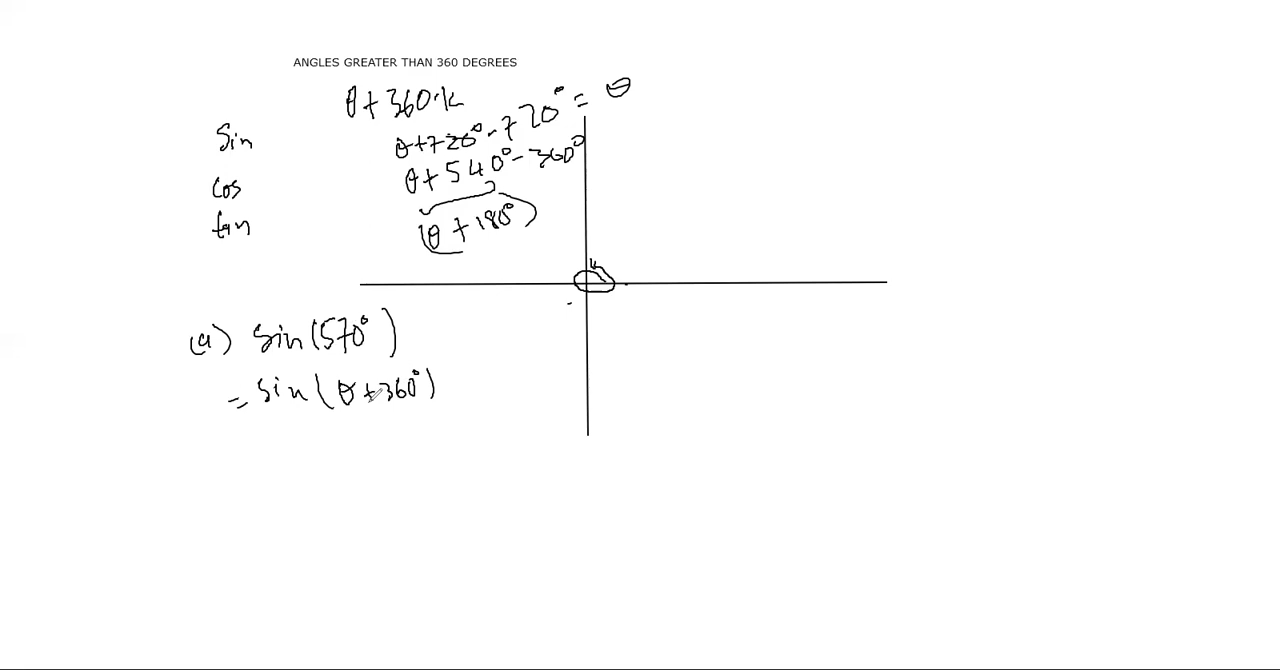 ANGLES GREATER THAN 360 DEGREES
θ+360·k
Sin
θ+720°-720° = θ
θ+540°-360°
cos
tan
(θ+180°)
(a) Sin(570°)
= Sin(θ+360°)